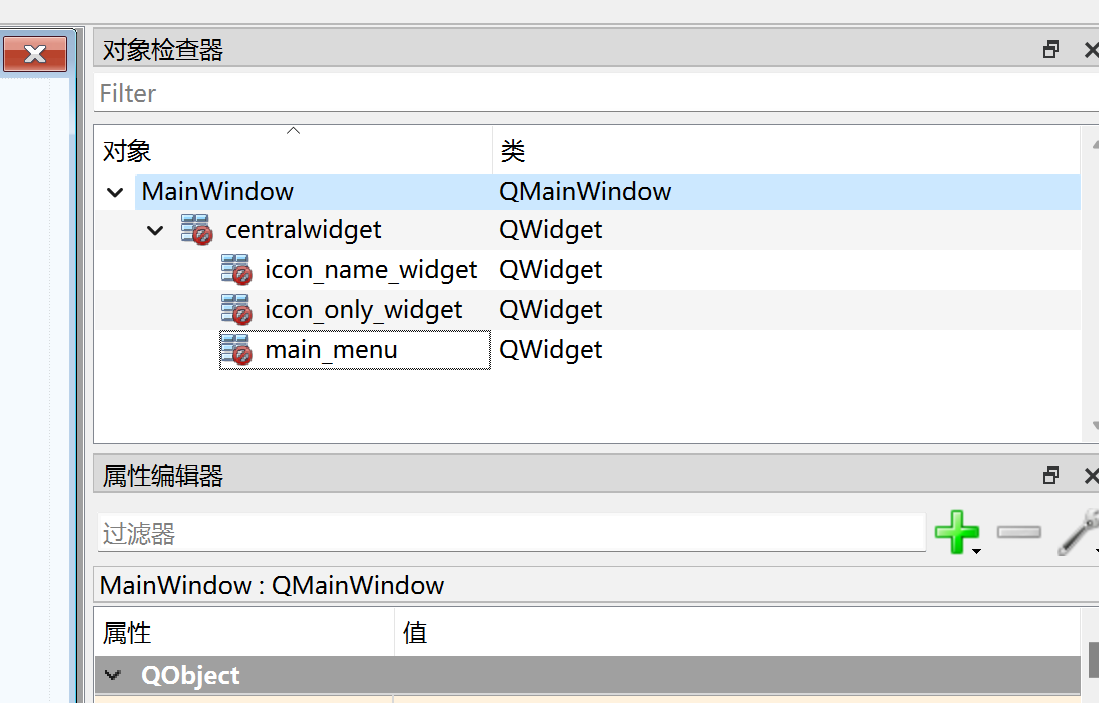 对象检查器
Filter
对象 类
MainWindow QMainWindow
centralwidget QWidget
icon_name_widget QWidget
icon_only_widget QWidget
main_menu QWidget
属性编辑器
过滤器
MainWindow : QMainWindow
属性 值
QObject